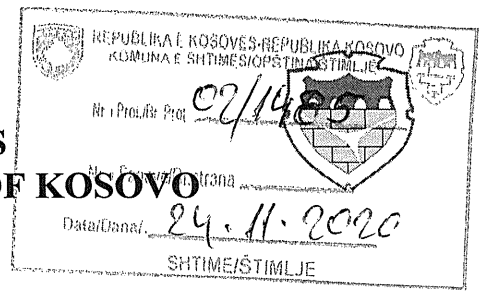 REPUBLIKA E KOSOVËS-REPUBLIKA KOSOVO
KOMUNA E SHTIMES/OPŠTINA ŠTIMLJE
Nr i Prot./Br Prot 02/1485
S
OF KOSOVO
Data/Dana/. 24.11.2020
SHTIME/ŠTIMLJE